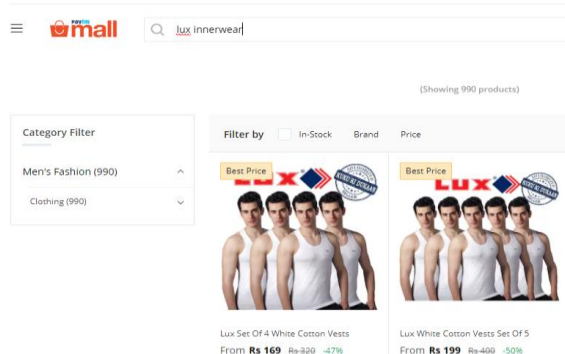 paytm
mall
lux innerwear
(Showing 990 products)
Category Filter
Men's Fashion (990)
Clothing (990)
Filter by In-Stock Brand Price
Best Price
LUX
Best Price
LUX
Lux Set Of 4 White Cotton Vests
From Rs 169 Rs 320 -47%
Lux White Cotton Vests Set Of 5
From Rs 199 Rs 400 -50%